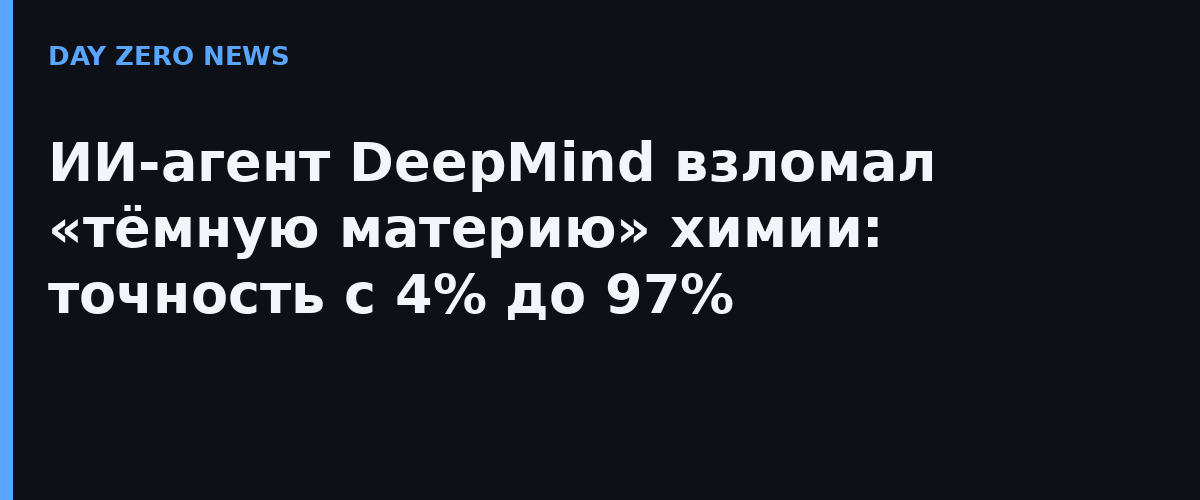 DAY ZERO NEWS
ИИ-агент DeepMind взломал
«тёмную материю» химии:
точность с 4% до 97%